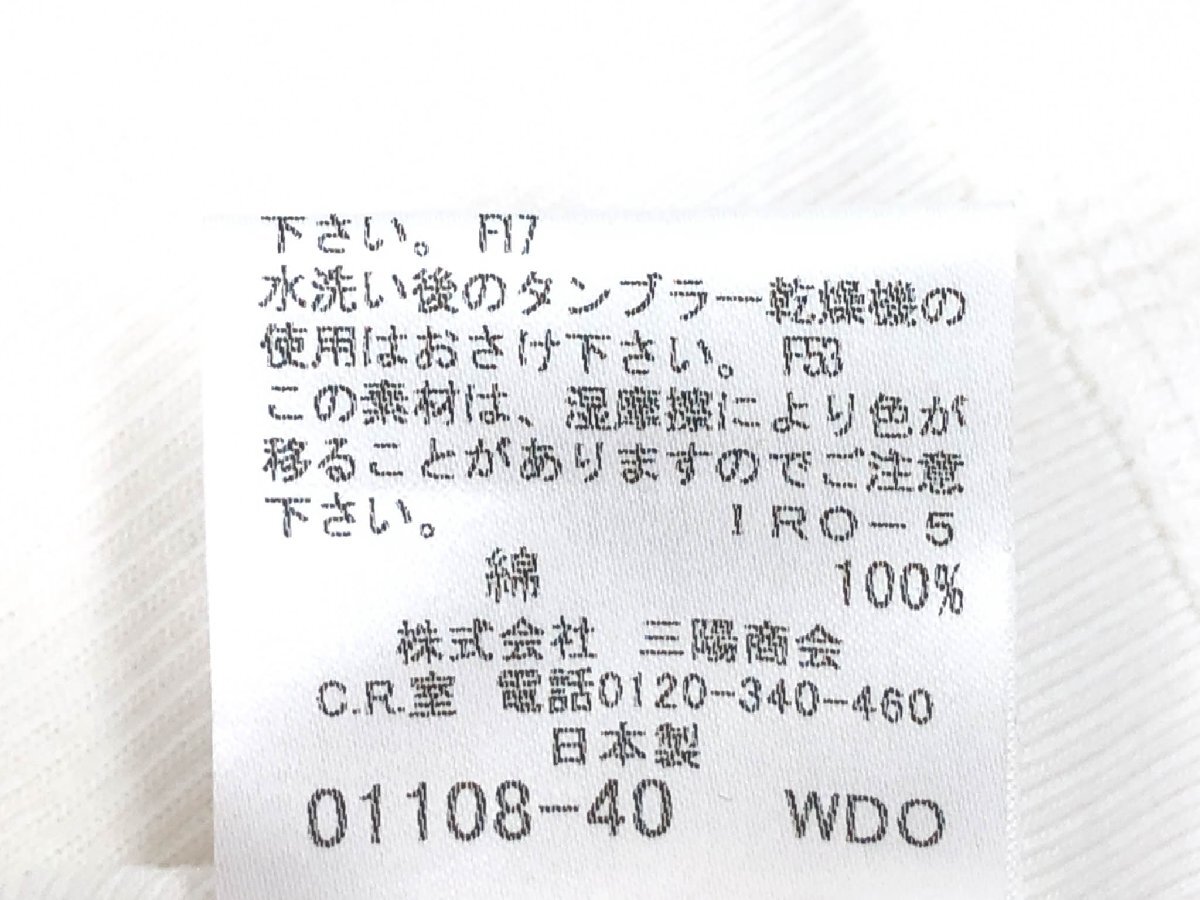 下さい。 F17
水洗い後のタンブラー乾燥機の
使用はおさけ下さい。 F53
この素材は、湿摩擦により色が
移ることがありますのでご注意
下さい。 IRO-5
綿 100%
株式会社 三陽商会
C.R.室 電話0120-340-460
日本製
01108-40 WDO